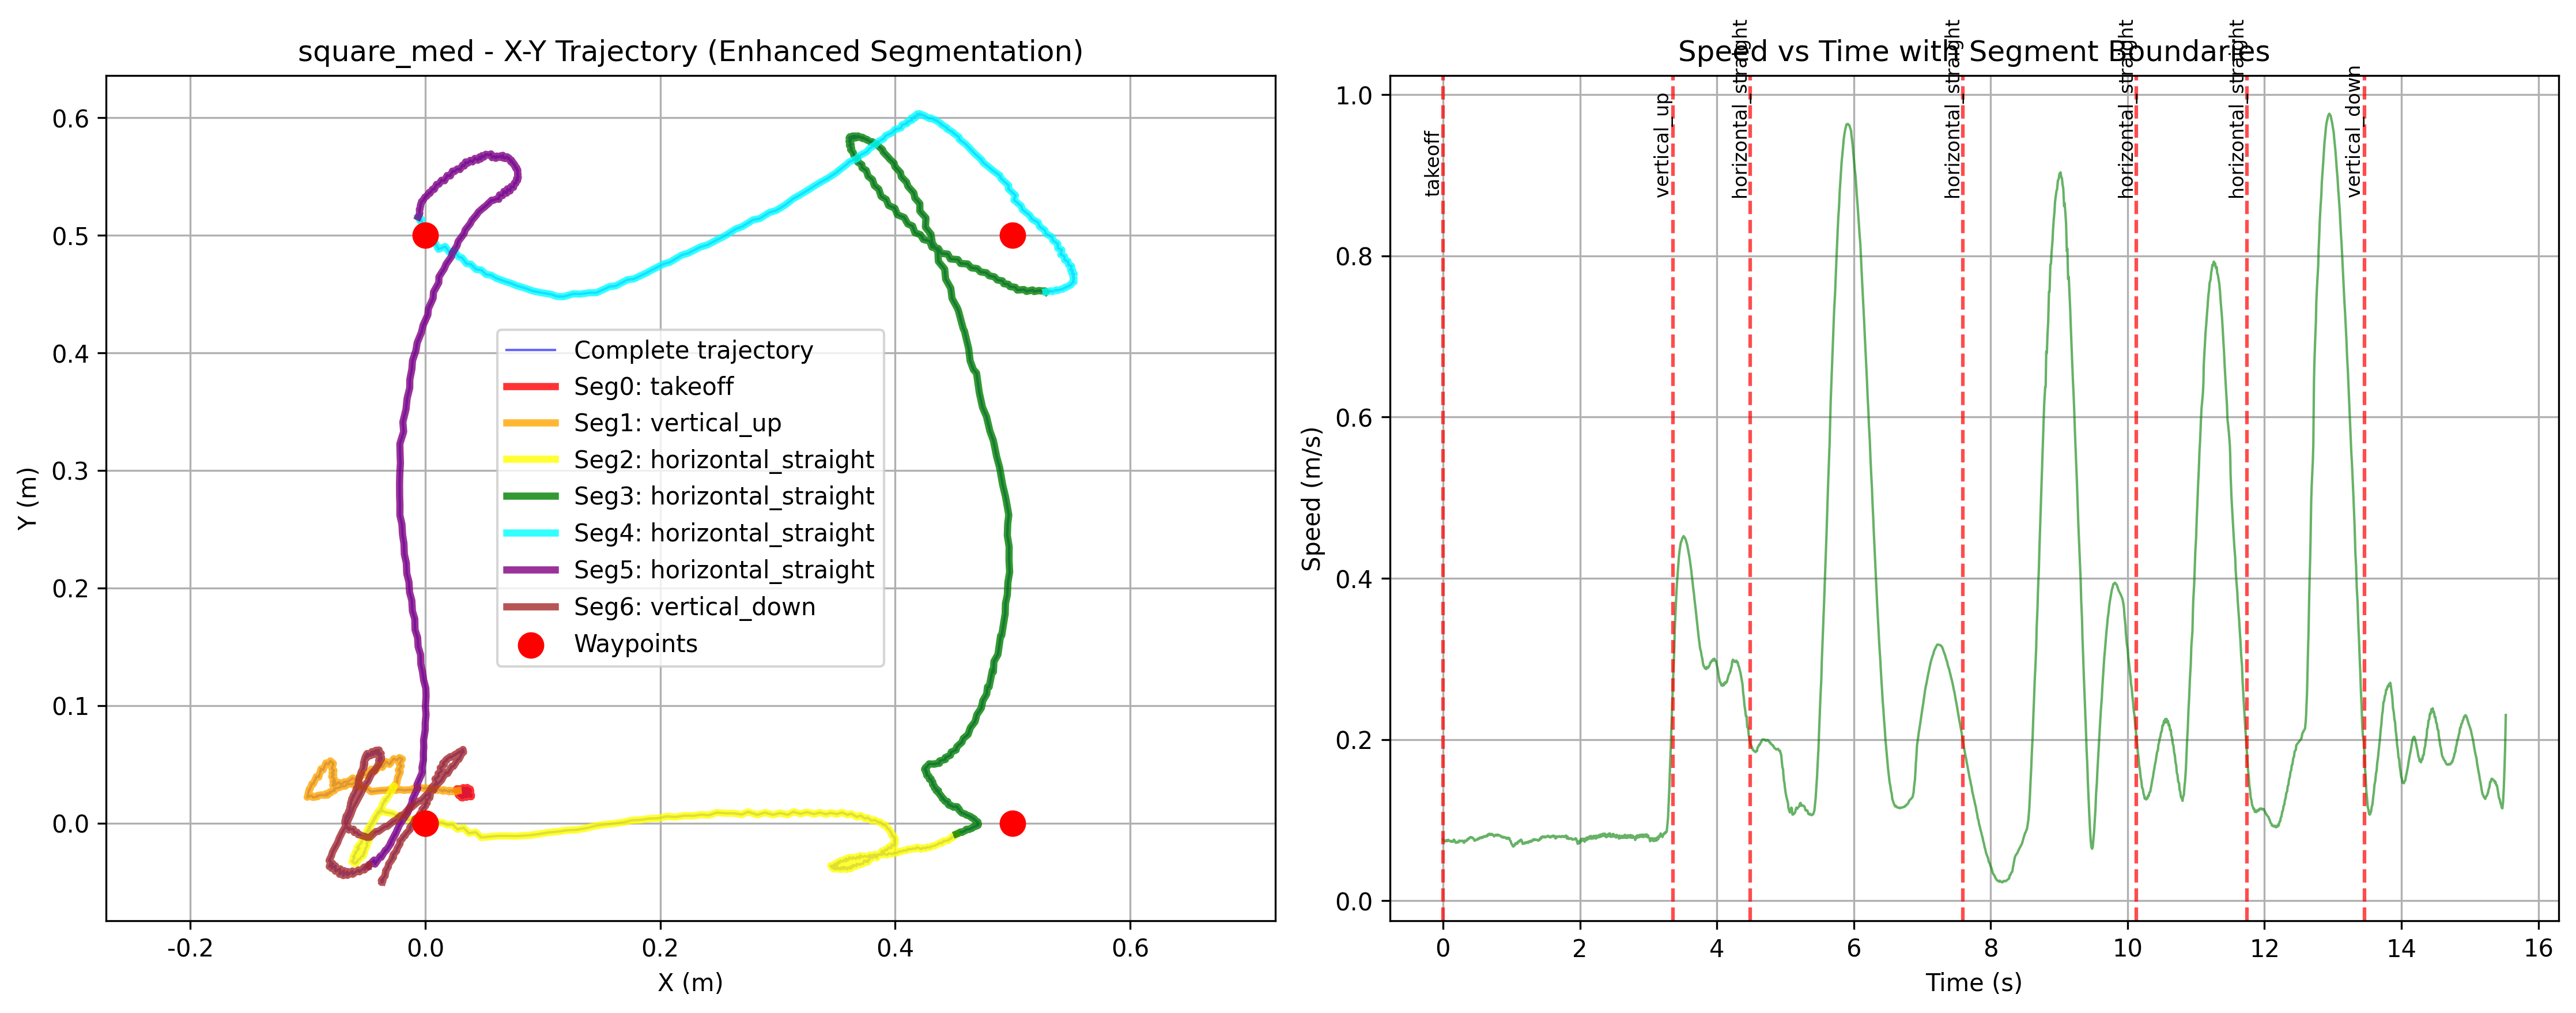 square_med - X-Y Trajectory (Enhanced Segmentation)
0.6
0.5
0.4
0.3
0.2
0.1
0.0
Y (m)
-0.2
0.0
0.2
0.4
0.6
X (m)
Complete trajectory
Seg0: takeoff
Seg1: vertical_up
Seg2: horizontal_straight
Seg3: horizontal_straight
Seg4: horizontal_straight
Seg5: horizontal_straight
Seg6: vertical_down
Waypoints
Speed vs Time with Segment Boundaries
1.0
0.8
0.6
0.4
0.2
0.0
Speed (m/s)
takeoff
vertical_up
horizontal_straight
horizontal_straight
horizontal_straight
horizontal_straight
vertical_down
0
2
4
6
8
10
12
14
16
Time (s)